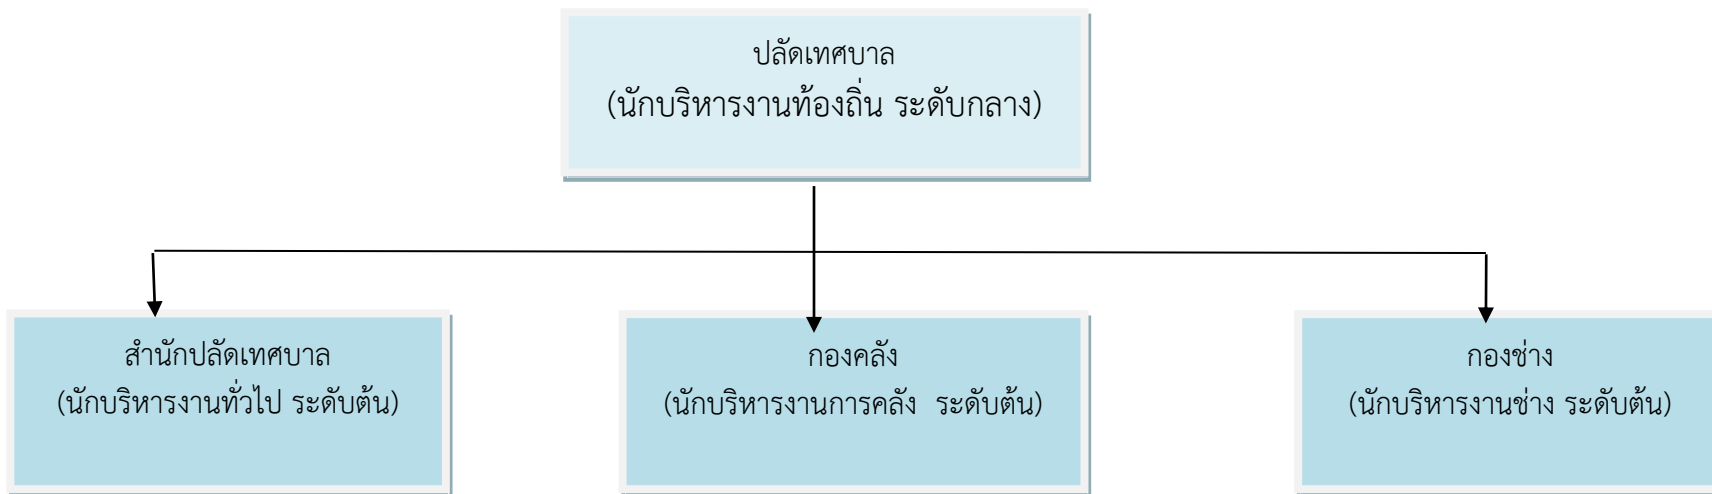 ปลัดเทศบาล
(นักบริหารงานท้องถิ่น ระดับกลาง)
สำนักปลัดเทศบาล
(นักบริหารงานทั่วไป ระดับต้น)
กองคลัง
(นักบริหารงานการคลัง ระดับต้น)
กองช่าง
(นักบริหารงานช่าง ระดับต้น)